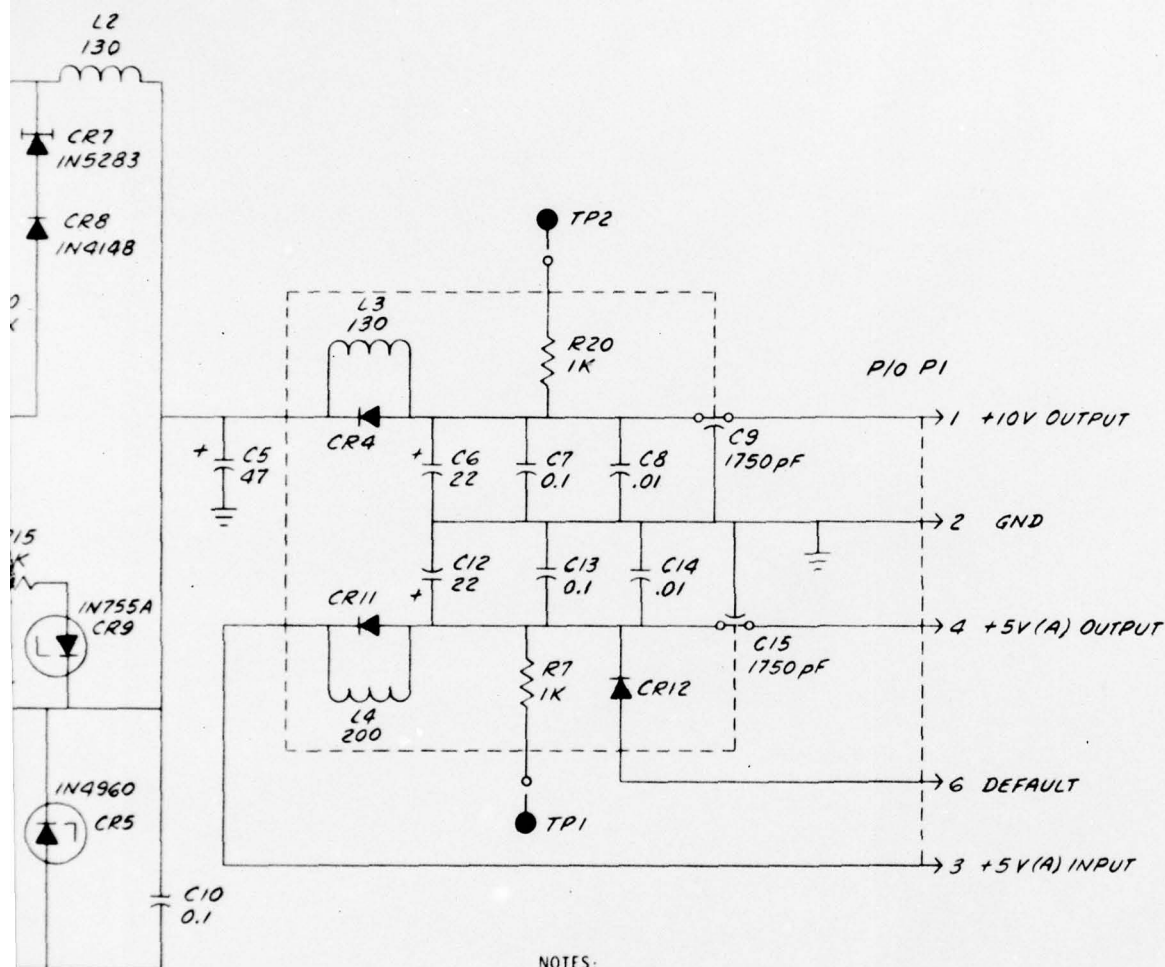 L2
130
CR7
1N5283
CR8
1N4148
TP2
L3
130
R20
1K
P/O P1
1 +10V OUTPUT
CR4
+ C5
47
+ C6
22
C7
0.1
C8
.01
C9
1750pF
2 GND
15
K
C12
22
+
C13
0.1
C14
.01
1N755A
CR9
CR11
4 +5V(A) OUTPUT
C15
1750pF
R7
1K
CR12
L4
200
6 DEFAULT
1N4960
CR5
TP1
3 +5V(A) INPUT
C10
0.1
NOTES: